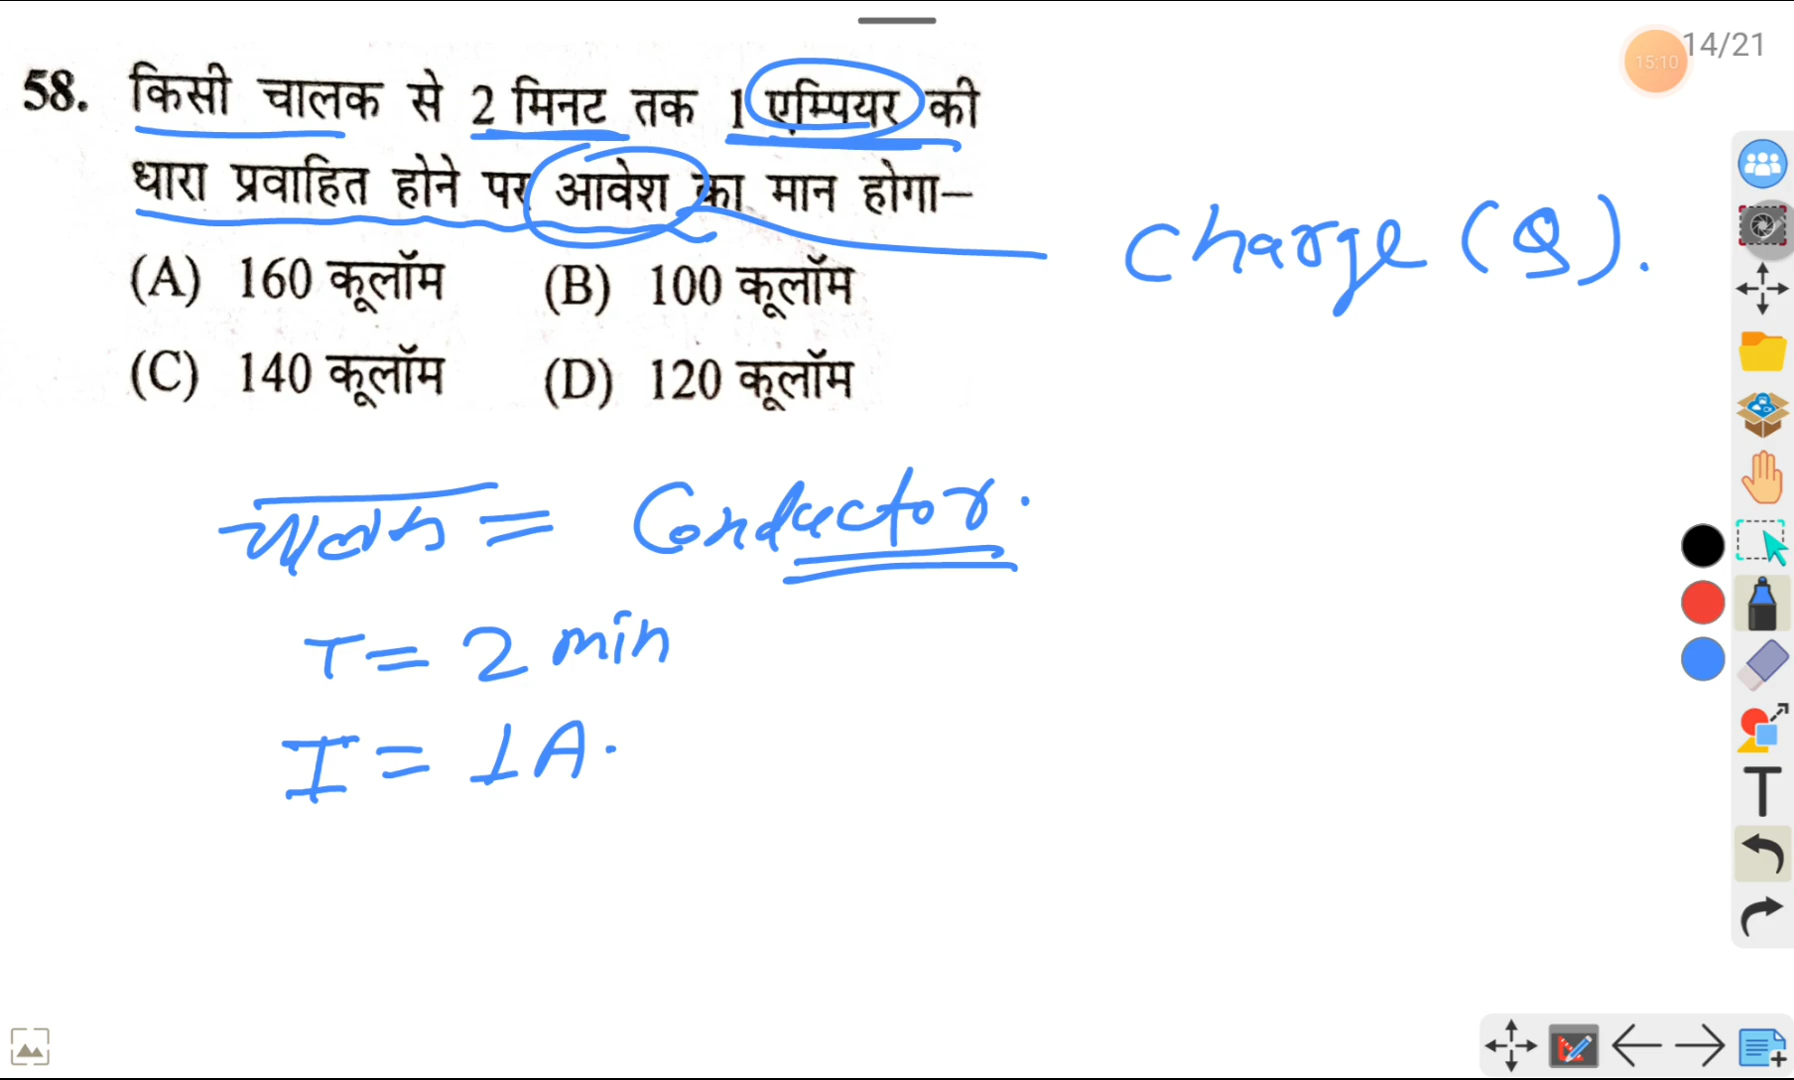 14/21
15:10
58. किसी चालक से 2 मिनट तक 1 एम्पियर की
धारा प्रवाहित होने पर आवेश का मान होगा–
(A) 160 कूलॉम (B) 100 कूलॉम
(C) 140 कूलॉम (D) 120 कूलॉम
charge (Q).
चालक = Conductor.
T = 2 min
I = 1A.
T